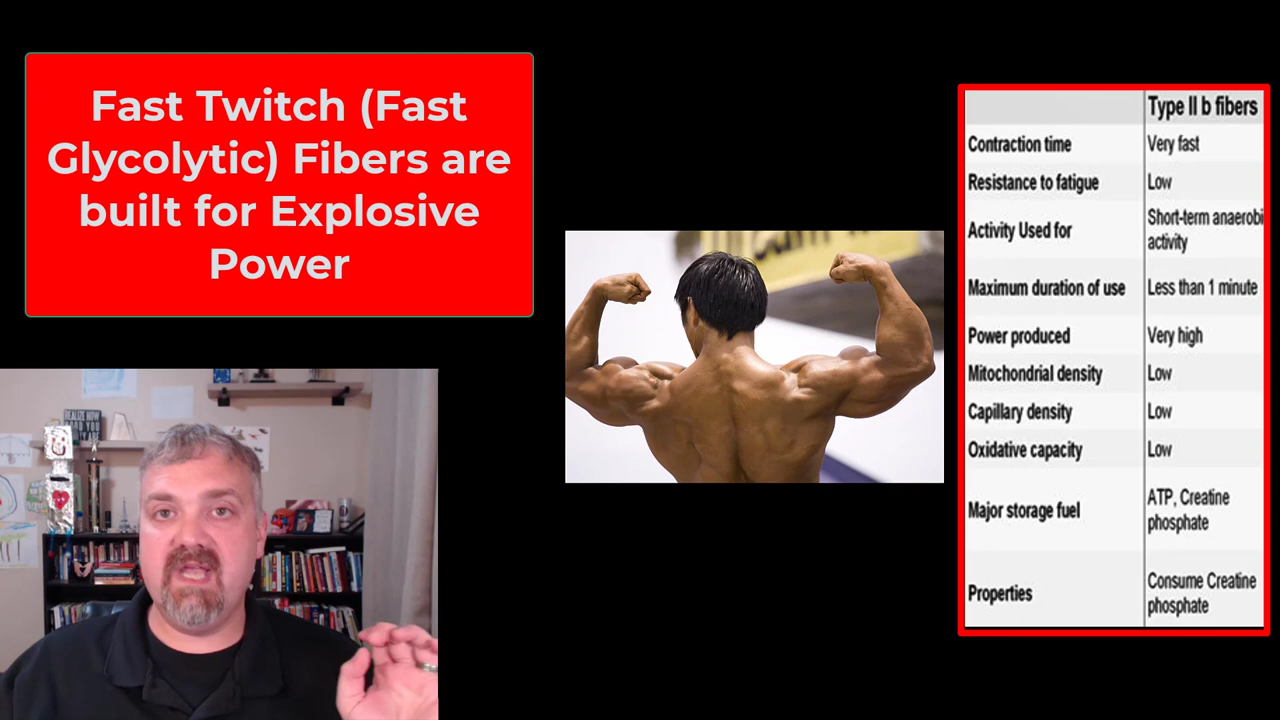 Fast Twitch (Fast
Glycolytic) Fibers are
built for Explosive
Power
Type II b fibers
Contraction time Very fast
Resistance to fatigue Low
Activity Used for Short-term anaerobi
activity
Maximum duration of use Less than 1 minute
Power produced Very high
Mitochondrial density Low
Capillary density Low
Oxidative capacity Low
Major storage fuel ATP, Creatine
phosphate
Properties Consume Creatine
phosphate
REALIZE HOW